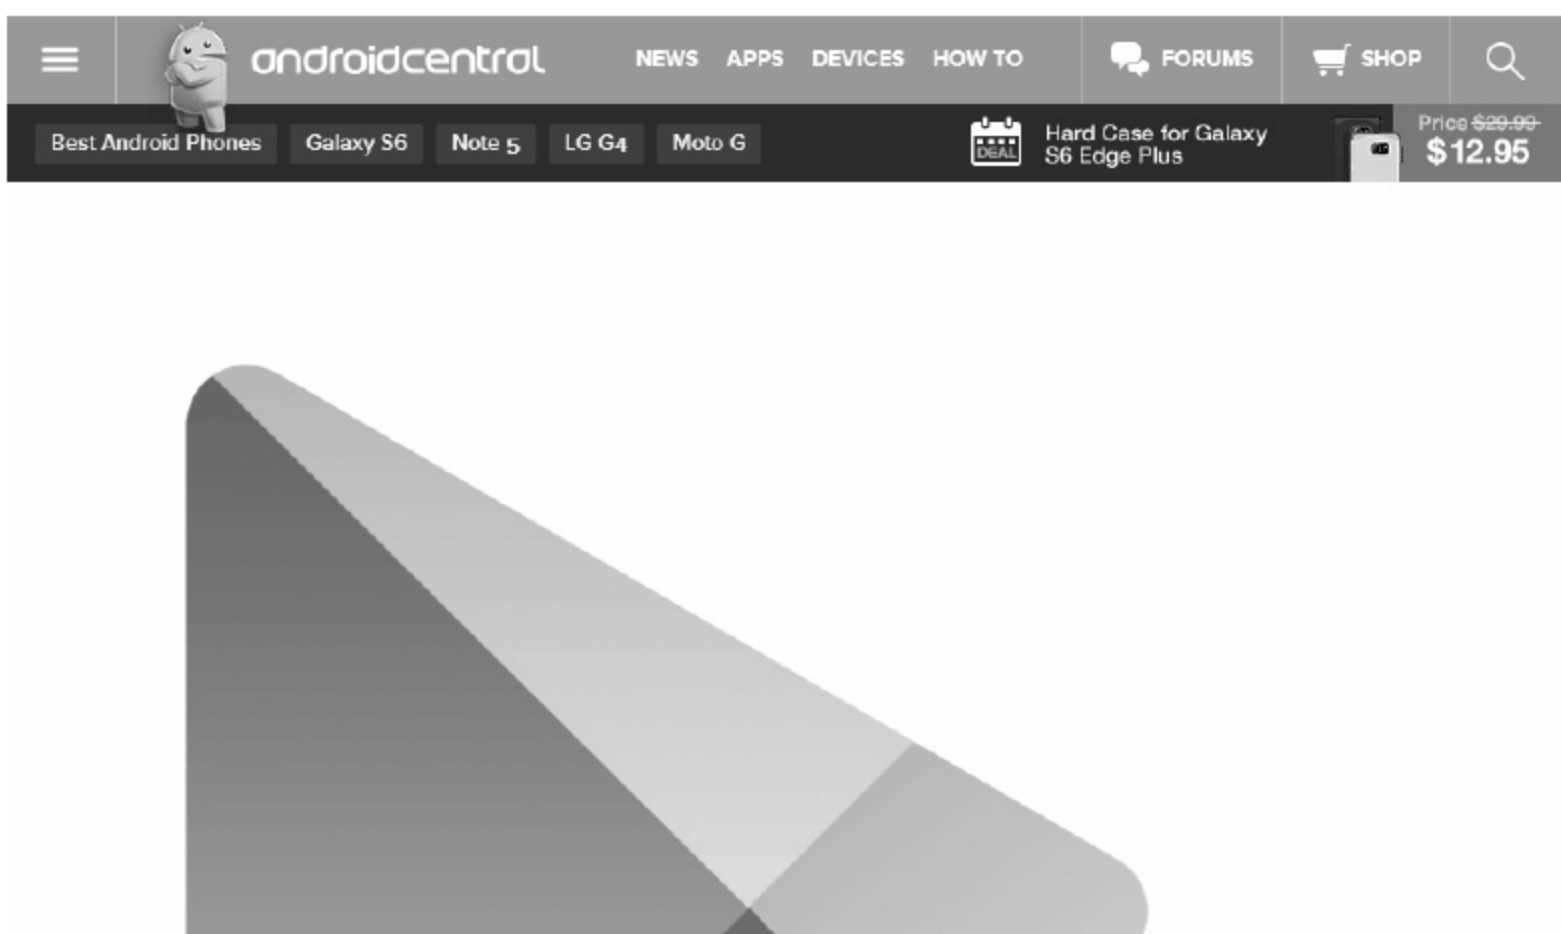 androidcentral NEWS APPS DEVICES HOW TO FORUMS SHOP
Best Android Phones Galaxy S6 Note 5 LG G4 Moto G
DEAL
Hard Case for Galaxy
S6 Edge Plus
Price $29.99
$12.95